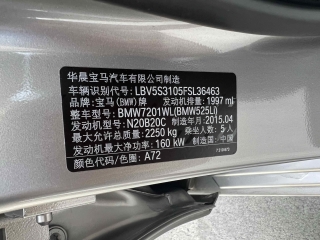 华晨宝马汽车有限公司制造
车辆识别代号: LBV5S3105FSL36463
品牌: 宝马(BMW)牌 发动机排量: 1997 ml
整车型号: BMW7201WL(BMW525Li)
发动机型号: N20B20C 制造年月: 2015.04
最大允许总质量: 2250 kg 乘坐人数: 5人
发动机最大净功率: 160 kW 制造国: 中国
颜色代码/色圈: A72